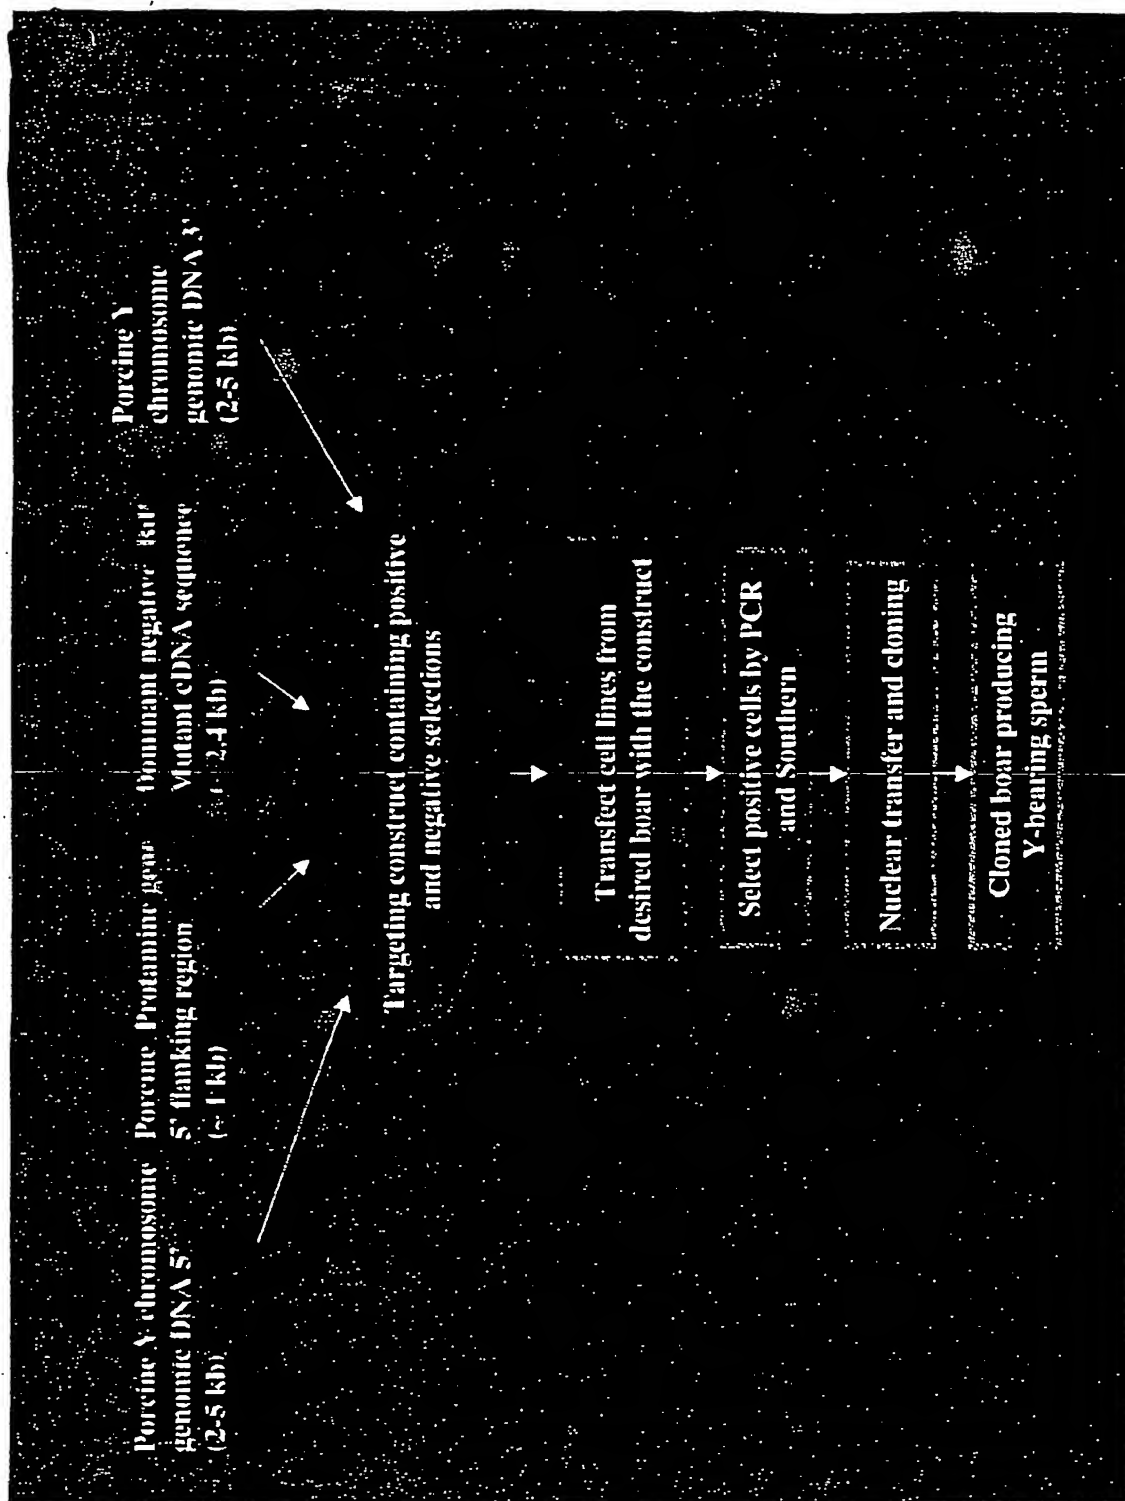 Porcine Y chromosome
genomic DNA 5'
(2-5 kb)
Porcine Protamine gene
5' flanking region
(~ 1 kb)
Dominant negative
Mutant cDNA sequence
2.4 kb)
Porcine Y
chromosome
genomic DNA 3'
(2-5 kb)
Targeting construct containing positive
and negative selections
Transfect cell lines from
desired boar with the construct
Select positive cells by PCR
and Southern
Nuclear transfer and cloning
Cloned boar producing
Y-bearing sperm